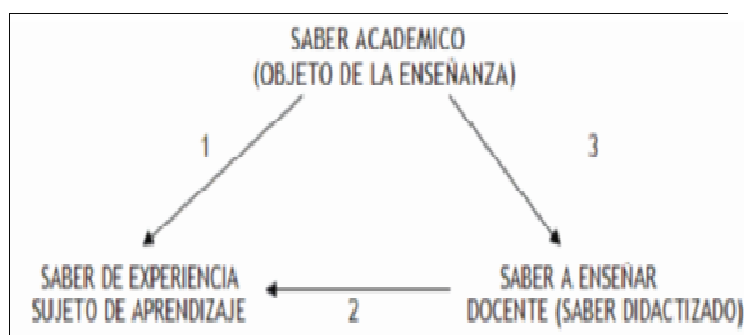 SABER ACADEMICO
(OBJETO DE LA ENSEÑANZA)
1
3
SABER DE EXPERIENCIA
SUJETO DE APRENDIZAJE
2
SABER A ENSEÑAR
DOCENTE (SABER DIDACTIZADO)